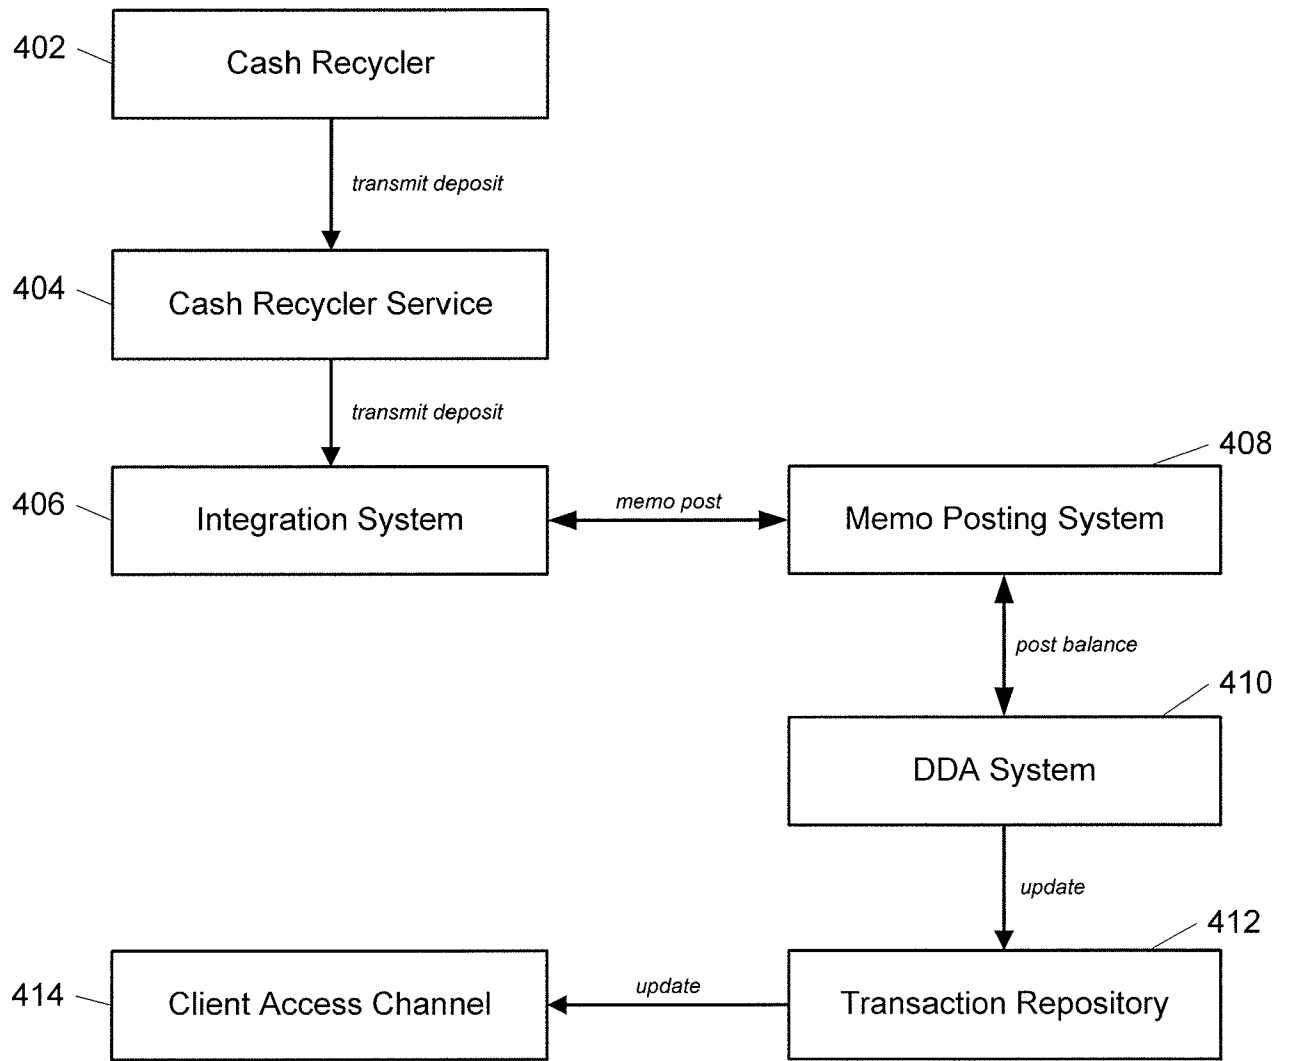 402
Cash Recycler
transmit deposit
404
Cash Recycler Service
transmit deposit
406
Integration System
memo post
408
Memo Posting System
post balance
410
DDA System
update
412
Transaction Repository
update
414
Client Access Channel